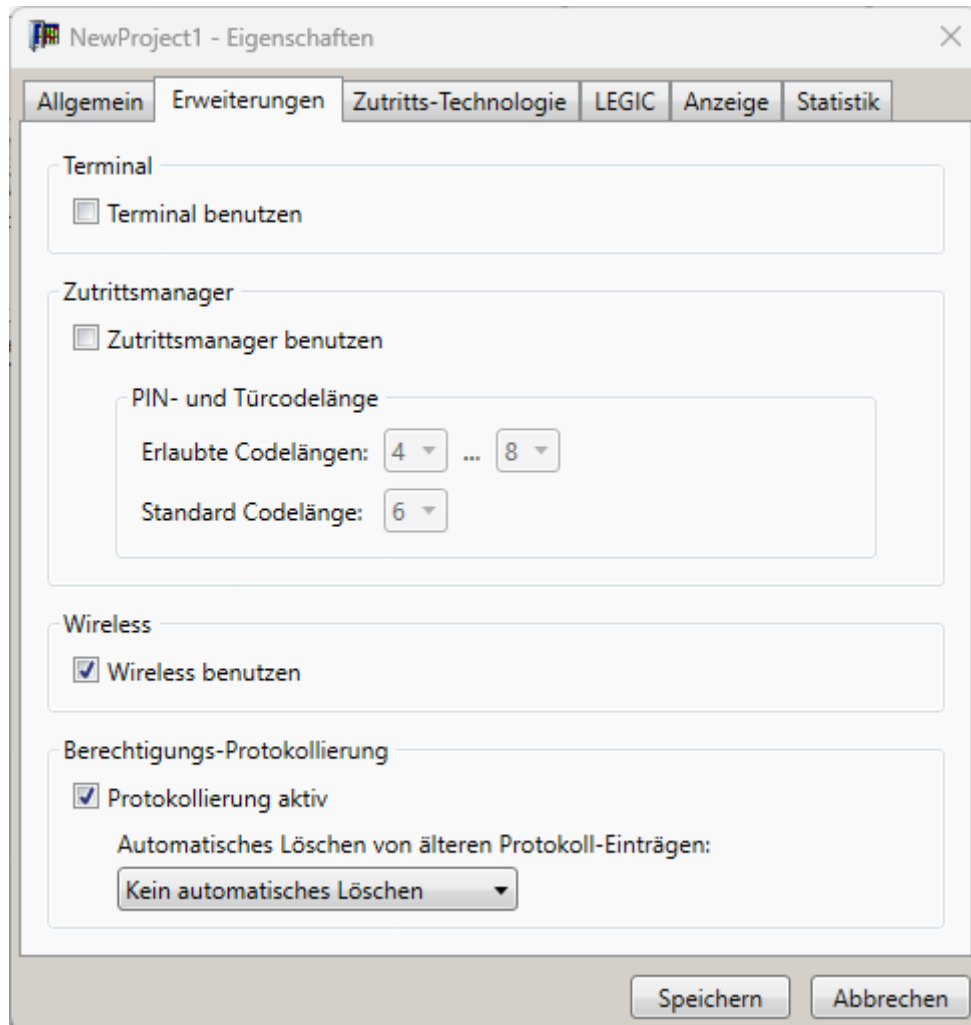 NewProject1 - Eigenschaften
Allgemein Erweiterungen Zutritts-Technologie LEGIC Anzeige Statistik
Terminal
Terminal benutzen
Zutrittsmanager
Zutrittsmanager benutzen
PIN- und Türcodelänge
Erlaubte Codelängen: 4 ... 8
Standard Codelänge: 6
Wireless
Wireless benutzen
Berechtigungs-Protokollierung
Protokollierung aktiv
Automatisches Löschen von älteren Protokoll-Einträgen:
Kein automatisches Löschen
Speichern Abbrechen